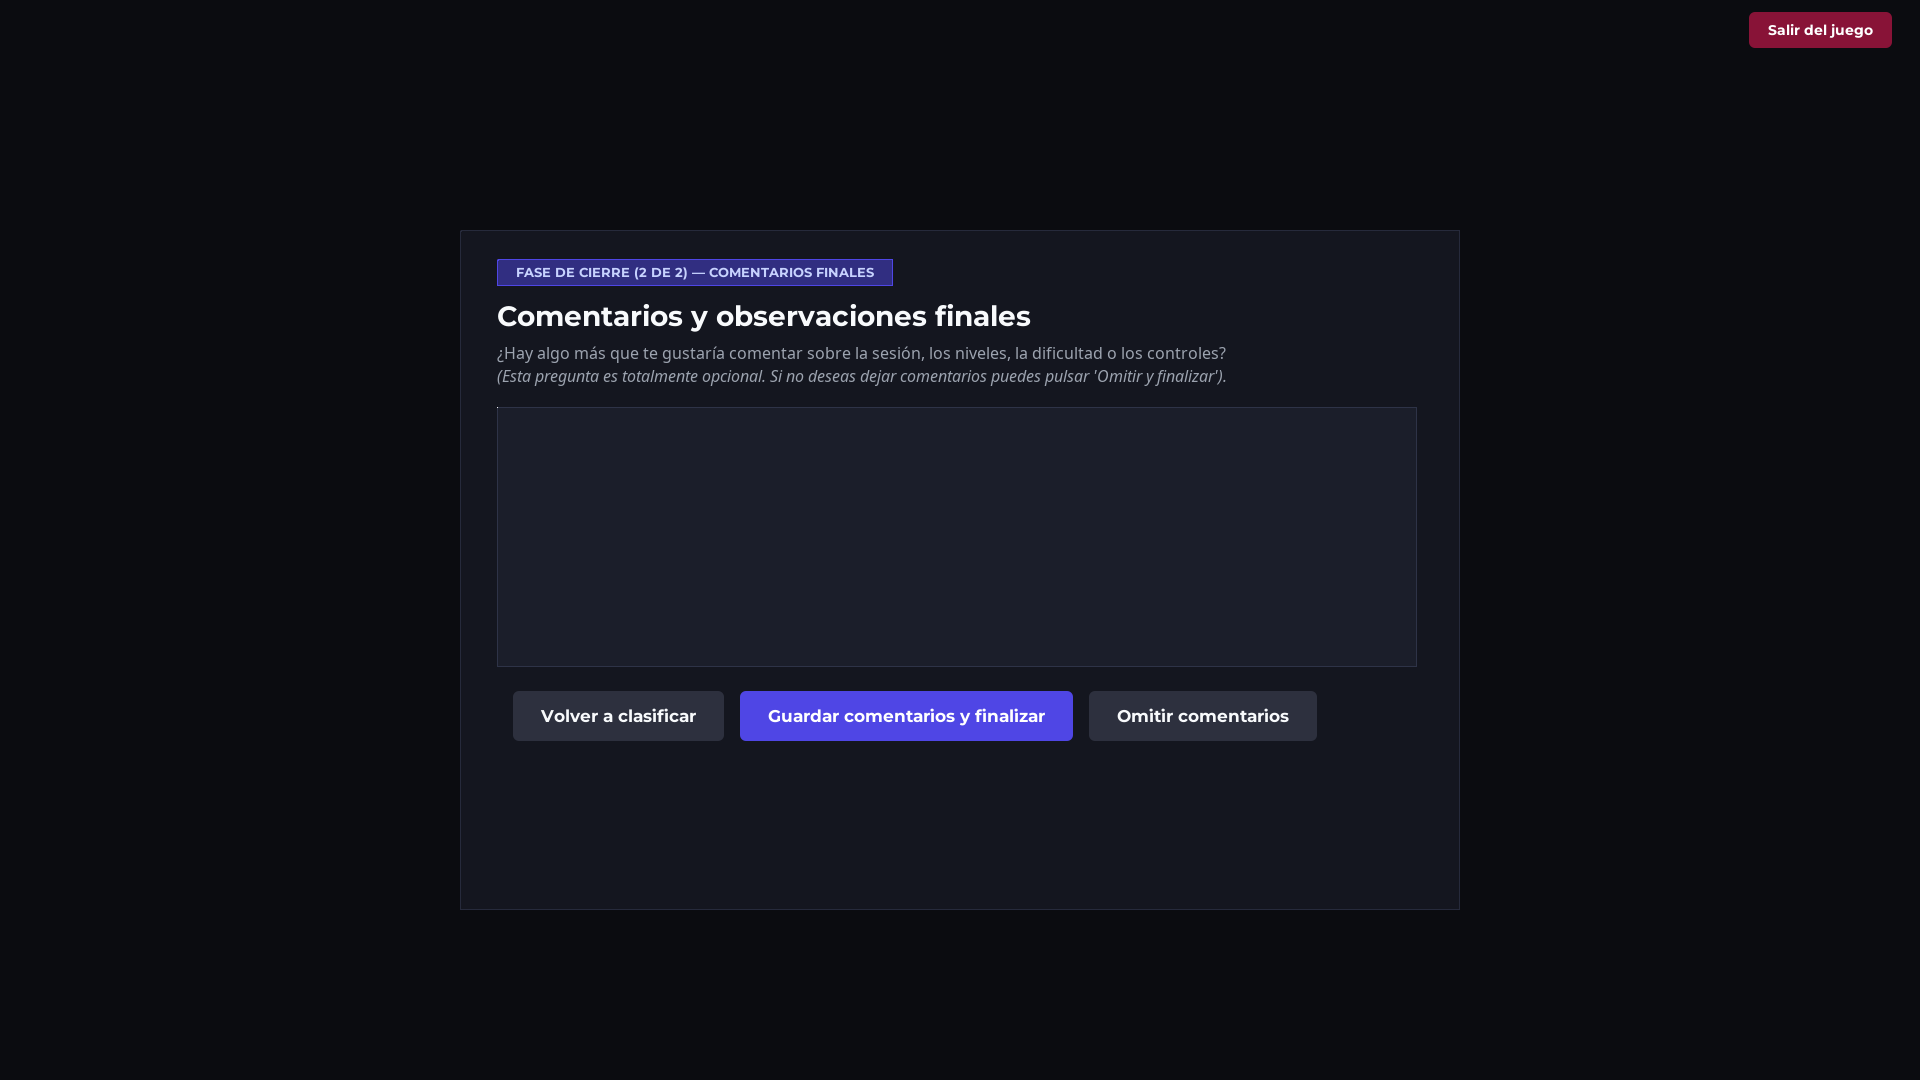 Salir del juego
FASE DE CIERRE (2 DE 2) — COMENTARIOS FINALES
Comentarios y observaciones finales
¿Hay algo más que te gustaría comentar sobre la sesión, los niveles, la dificultad o los controles?
(Esta pregunta es totalmente opcional. Si no deseas dejar comentarios puedes pulsar 'Omitir y finalizar').
Volver a clasificar
Guardar comentarios y finalizar
Omitir comentarios